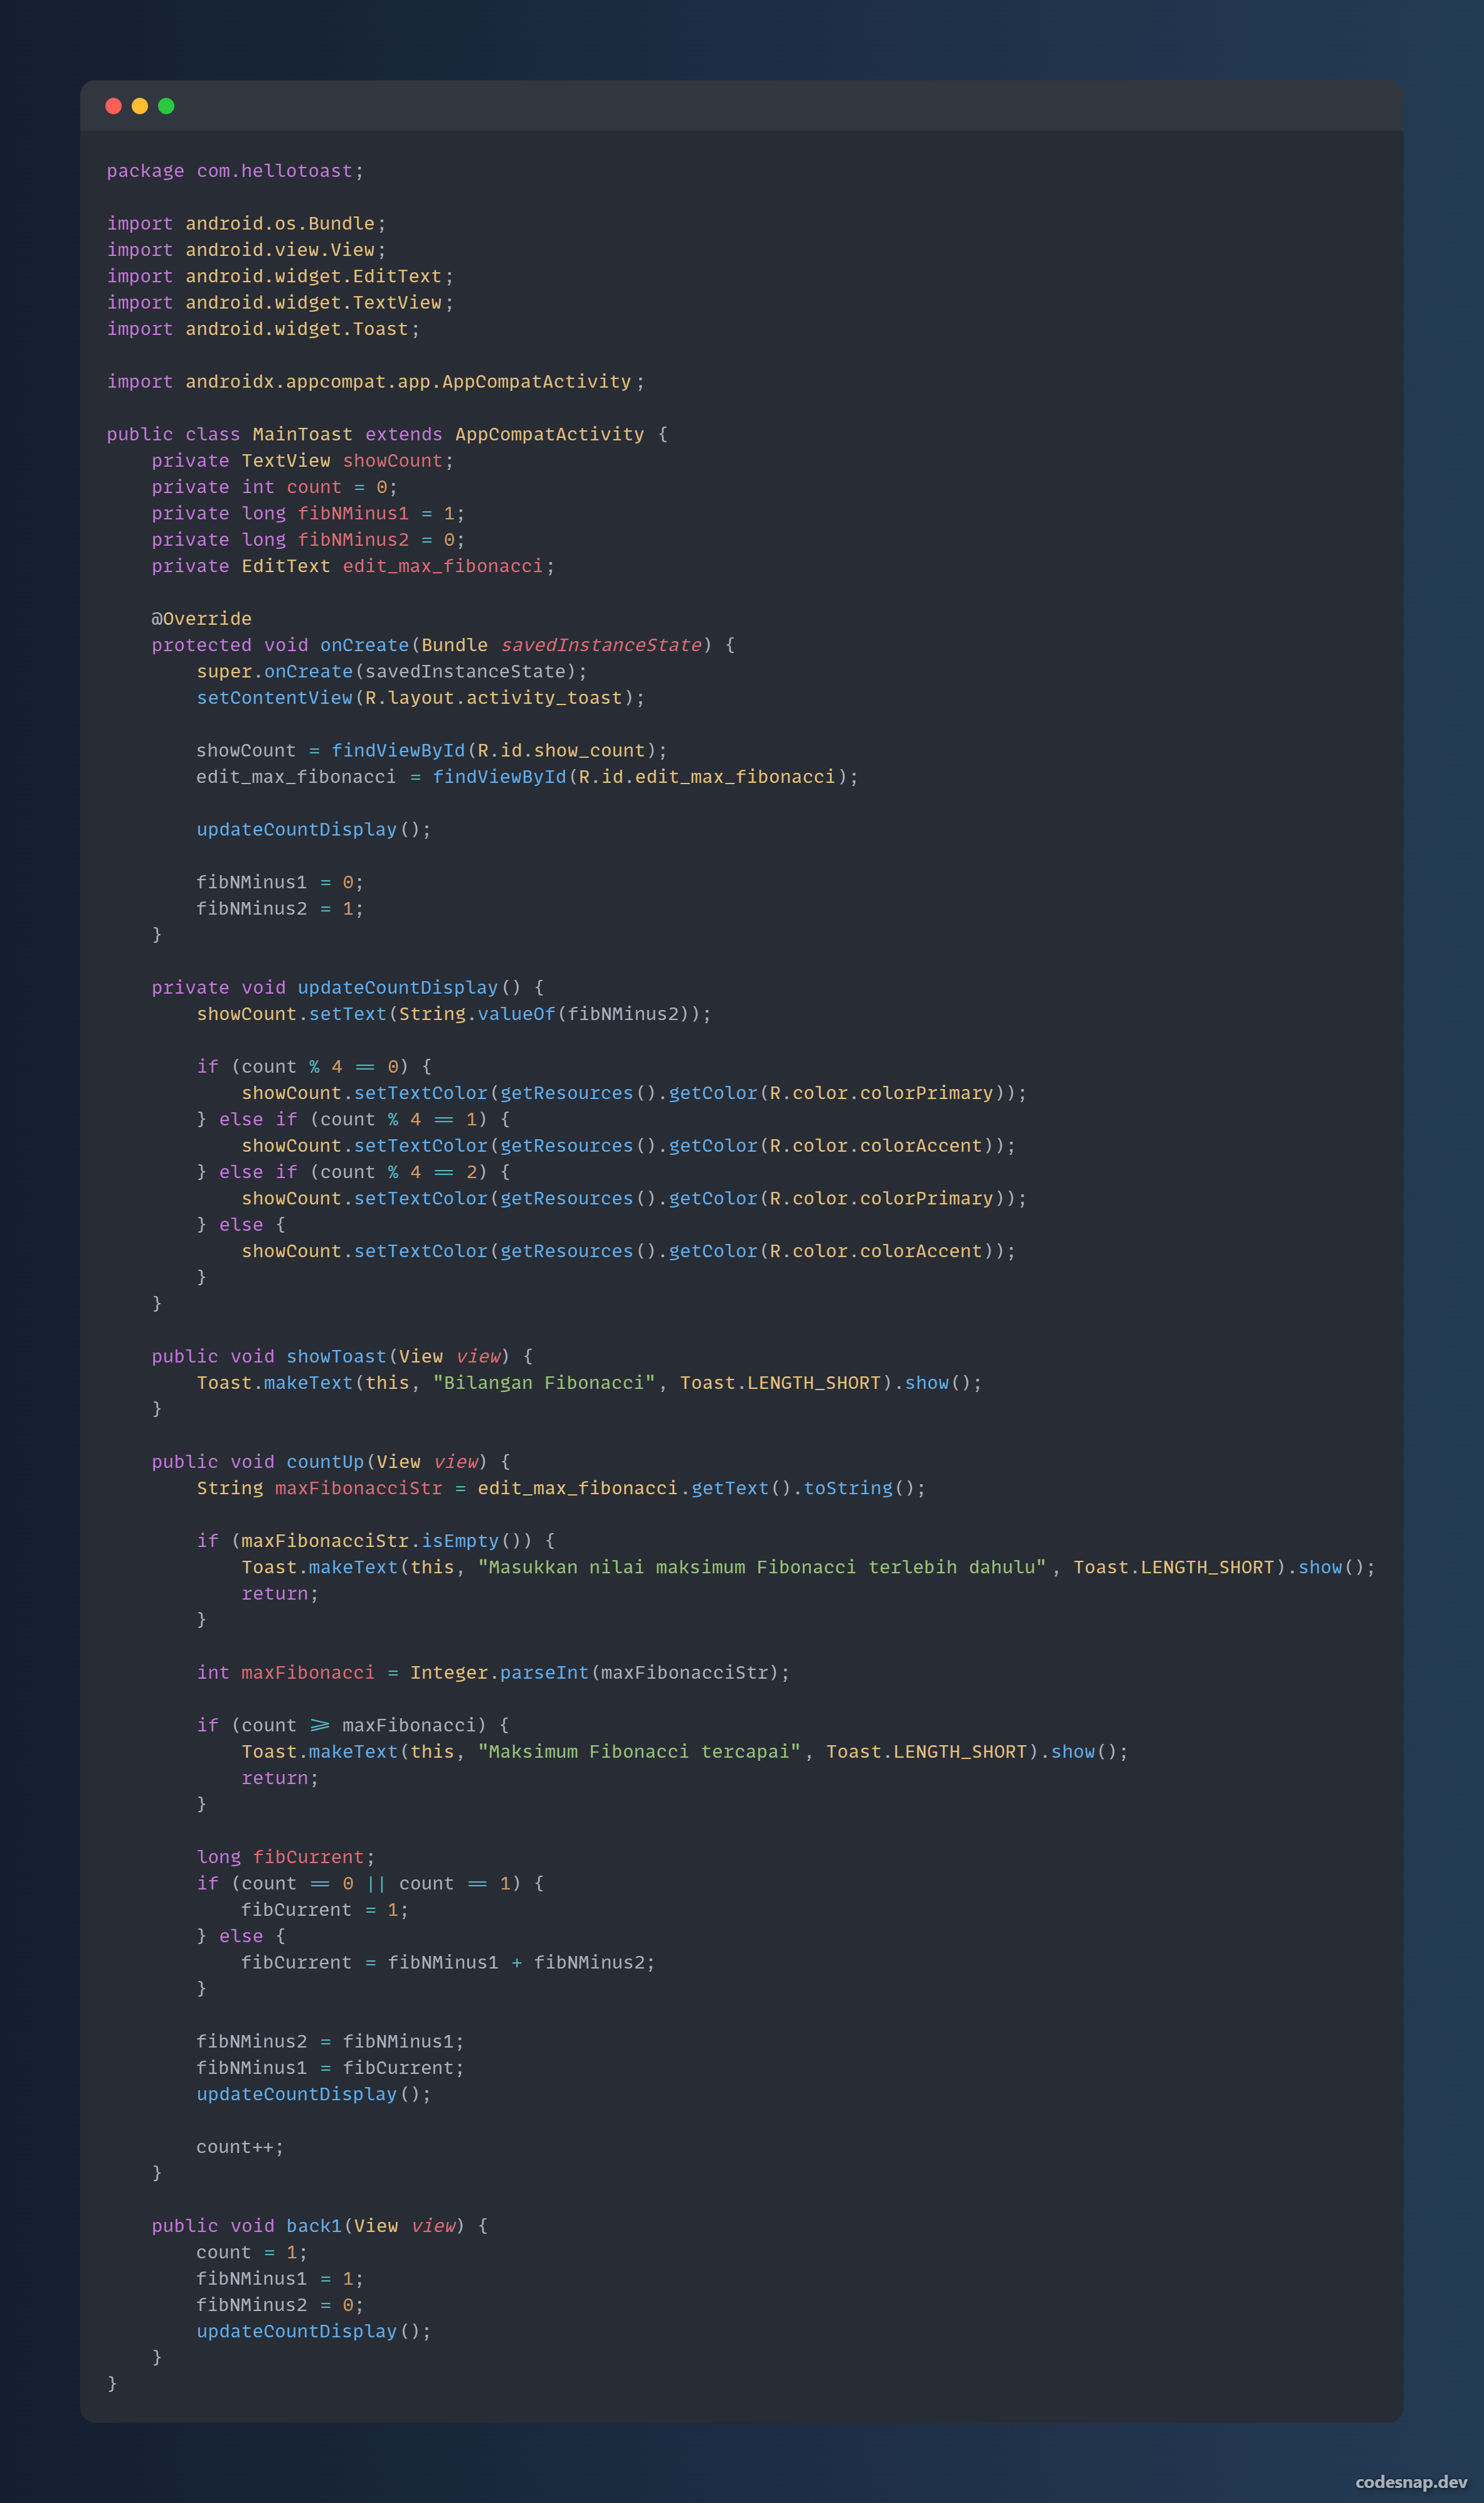 package com.hellotoast;

import android.os.Bundle;
import android.view.View;
import android.widget.EditText;
import android.widget.TextView;
import android.widget.Toast;

import androidx.appcompat.app.AppCompatActivity;

public class MainToast extends AppCompatActivity {
    private TextView showCount;
    private int count = 0;
    private long fibNMinus1 = 1;
    private long fibNMinus2 = 0;
    private EditText edit_max_fibonacci;

    @Override
    protected void onCreate(Bundle savedInstanceState) {
        super.onCreate(savedInstanceState);
        setContentView(R.layout.activity_toast);

        showCount = findViewById(R.id.show_count);
        edit_max_fibonacci = findViewById(R.id.edit_max_fibonacci);

        updateCountDisplay();

        fibNMinus1 = 0;
        fibNMinus2 = 1;
    }

    private void updateCountDisplay() {
        showCount.setText(String.valueOf(fibNMinus2));

        if (count % 4 == 0) {
            showCount.setTextColor(getResources().getColor(R.color.colorPrimary));
        } else if (count % 4 == 1) {
            showCount.setTextColor(getResources().getColor(R.color.colorAccent));
        } else if (count % 4 == 2) {
            showCount.setTextColor(getResources().getColor(R.color.colorPrimary));
        } else {
            showCount.setTextColor(getResources().getColor(R.color.colorAccent));
        }
    }

    public void showToast(View view) {
        Toast.makeText(this, "Bilangan Fibonacci", Toast.LENGTH_SHORT).show();
    }

    public void countUp(View view) {
        String maxFibonacciStr = edit_max_fibonacci.getText().toString();

        if (maxFibonacciStr.isEmpty()) {
            Toast.makeText(this, "Masukkan nilai maksimum Fibonacci terlebih dahulu", Toast.LENGTH_SHORT).show();
            return;
        }

        int maxFibonacci = Integer.parseInt(maxFibonacciStr);

        if (count >= maxFibonacci) {
            Toast.makeText(this, "Maksimum Fibonacci tercapai", Toast.LENGTH_SHORT).show();
            return;
        }

        long fibCurrent;
        if (count == 0 || count == 1) {
            fibCurrent = 1;
        } else {
            fibCurrent = fibNMinus1 + fibNMinus2;
        }

        fibNMinus2 = fibNMinus1;
        fibNMinus1 = fibCurrent;
        updateCountDisplay();

        count++;
    }

    public void back1(View view) {
        count = 1;
        fibNMinus1 = 1;
        fibNMinus2 = 0;
        updateCountDisplay();
    }
}
codesnap.dev